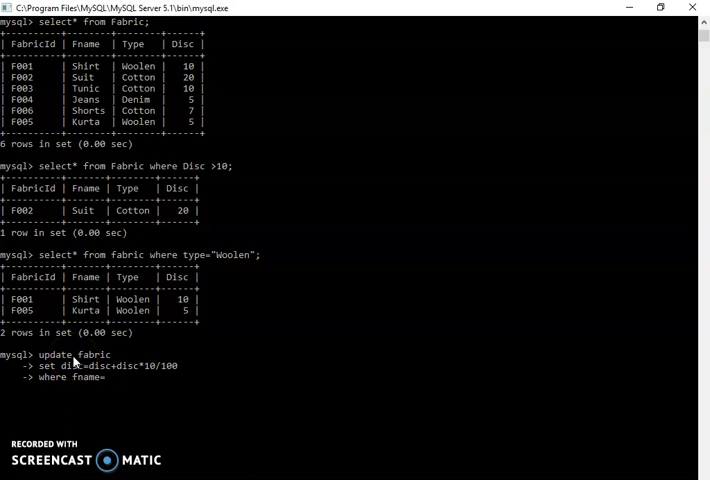 C:\Program Files\MySQL\MySQL Server 5.1\bin\mysql.exe
mysql> select* from Fabric;
+----------+--------+--------+------+
| FabricId | Fname  | Type   | Disc |
+----------+--------+--------+------+
| F001     | Shirt  | Woolen |   10 |
| F002     | Suit   | Cotton |   20 |
| F003     | Tunic  | Cotton |   10 |
| F004     | Jeans  | Denim  |    5 |
| F006     | Shorts | Cotton |    7 |
| F005     | Kurta  | Woolen |    5 |
+----------+--------+--------+------+
6 rows in set (0.00 sec)
mysql> select* from Fabric where Disc >10;
+----------+-------+--------+------+
| FabricId | Fname | Type   | Disc |
+----------+-------+--------+------+
| F002     | Suit  | Cotton |   20 |
+----------+-------+--------+------+
1 row in set (0.00 sec)
mysql> select* from fabric where type="Woolen";
+----------+-------+--------+------+
| FabricId | Fname | Type   | Disc |
+----------+-------+--------+------+
| F001     | Shirt | Woolen |   10 |
| F005     | Kurta | Woolen |    5 |
+----------+-------+--------+------+
2 rows in set (0.00 sec)
mysql> update fabric
    -> set disc=disc+disc*10/100
    -> where fname=
RECORDED WITH
SCREENCAST MATIC